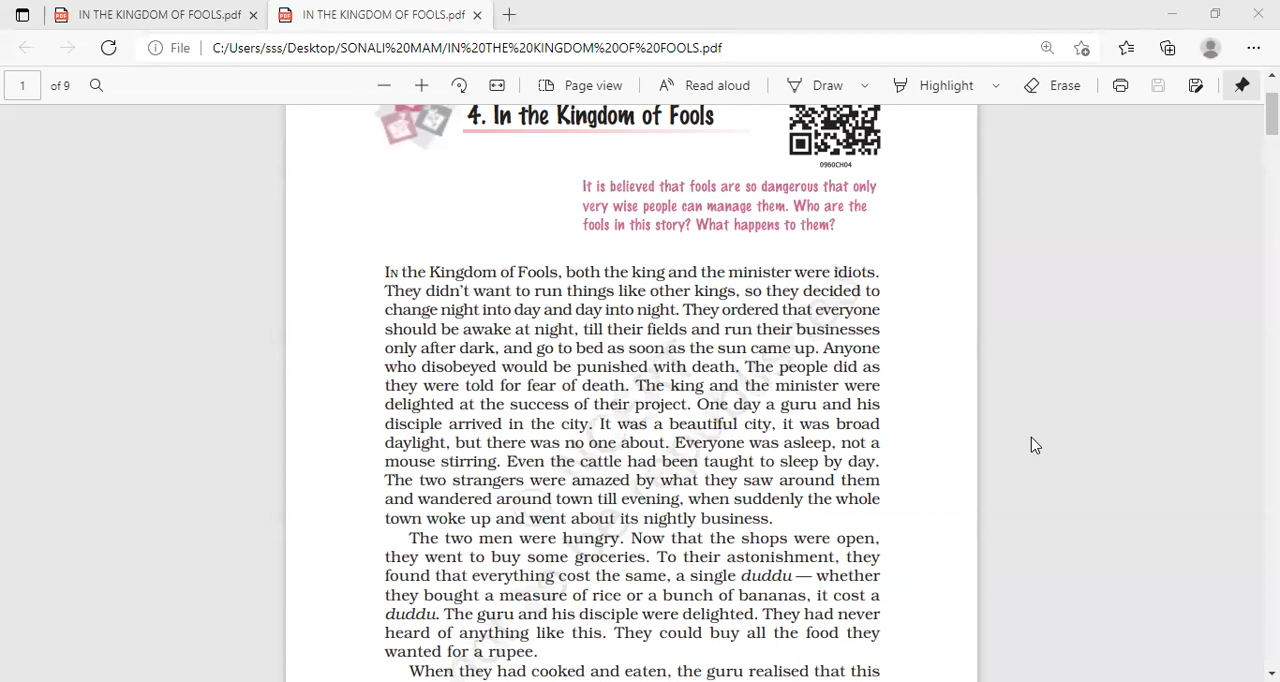 IN THE KINGDOM OF FOOLS.pdf
IN THE KINGDOM OF FOOLS.pdf
File
C:/Users/sss/Desktop/SONALI%20MAM/IN%20THE%20KINGDOM%20OF%20FOOLS.pdf
1 of 9
Page view
Read aloud
Draw
Highlight
Erase
4. In the Kingdom of Fools
0960CH04
It is believed that fools are so dangerous that only
very wise people can manage them. Who are the
fools in this story? What happens to them?
IN the Kingdom of Fools, both the king and the minister were idiots.
They didn't want to run things like other kings, so they decided to
change night into day and day into night. They ordered that everyone
should be awake at night, till their fields and run their businesses
only after dark, and go to bed as soon as the sun came up. Anyone
who disobeyed would be punished with death. The people did as
they were told for fear of death. The king and the minister were
delighted at the success of their project. One day a guru and his
disciple arrived in the city. It was a beautiful city, it was broad
daylight, but there was no one about. Everyone was asleep, not a
mouse stirring. Even the cattle had been taught to sleep by day.
The two strangers were amazed by what they saw around them
and wandered around town till evening, when suddenly the whole
town woke up and went about its nightly business.
The two men were hungry. Now that the shops were open,
they went to buy some groceries. To their astonishment, they
found that everything cost the same, a single duddu — whether
they bought a measure of rice or a bunch of bananas, it cost a
duddu. The guru and his disciple were delighted. They had never
heard of anything like this. They could buy all the food they
wanted for a rupee.
When they had cooked and eaten, the guru realised that this